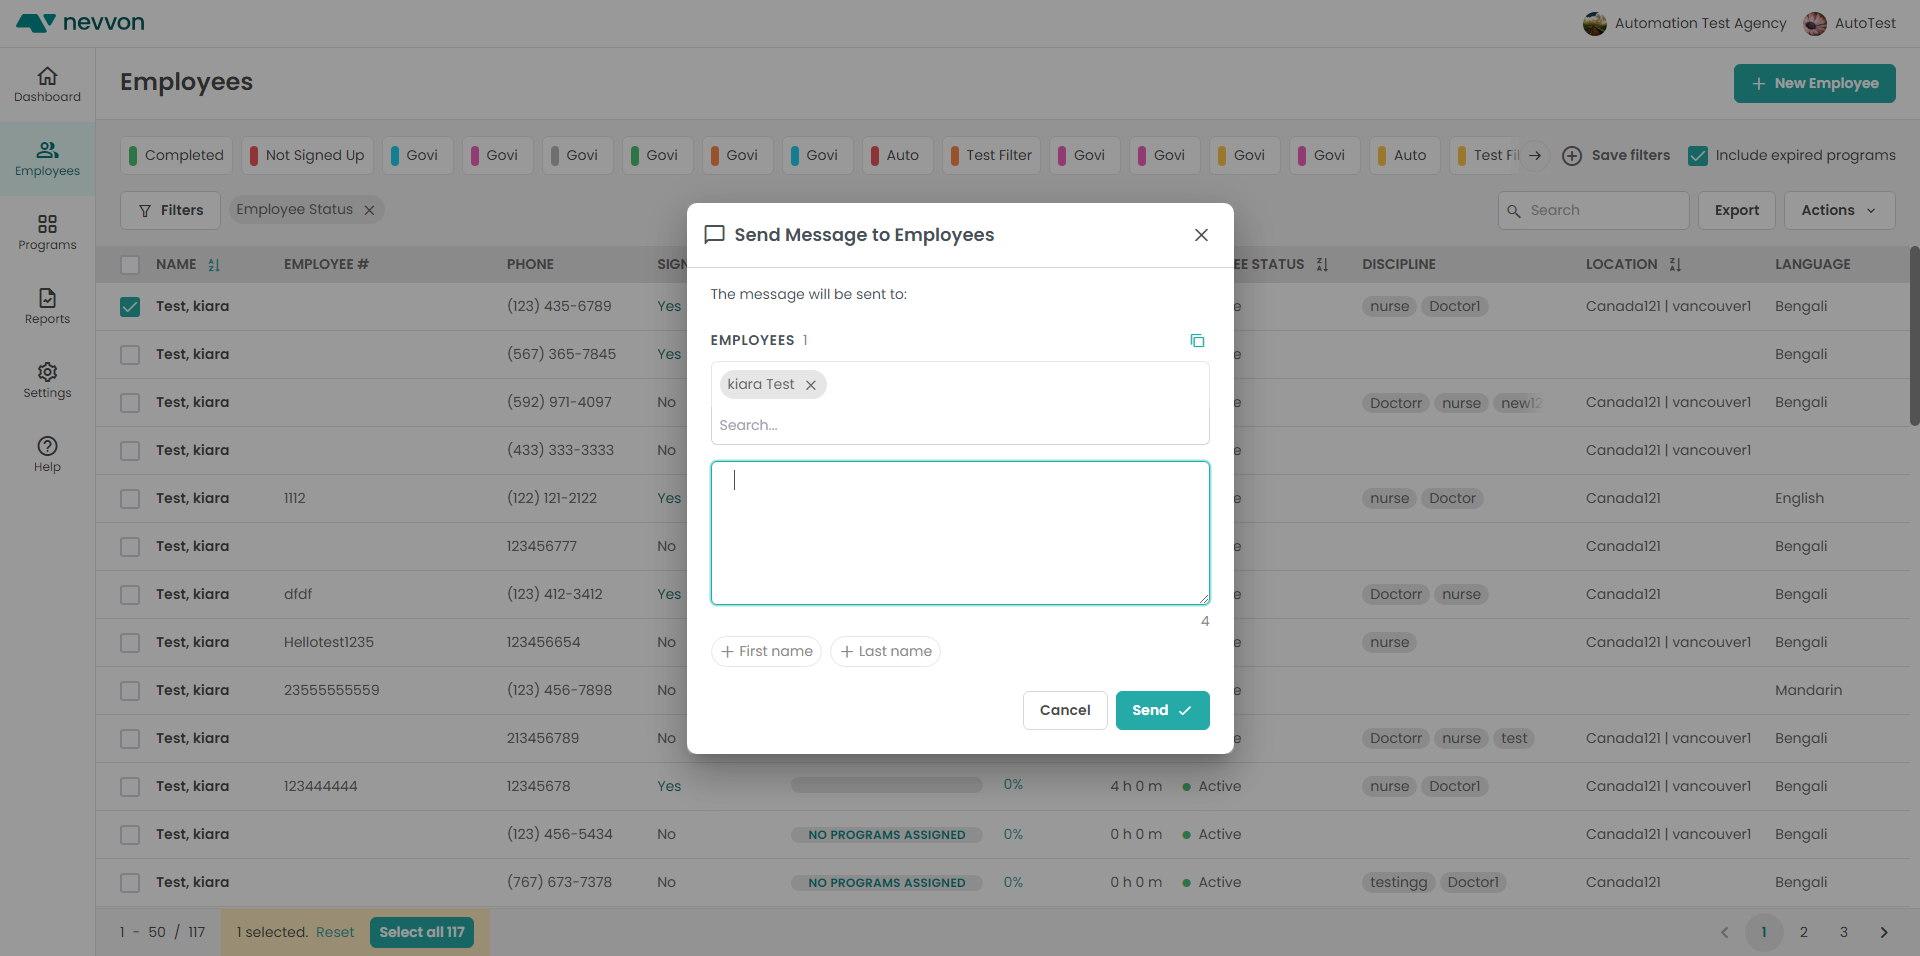 nevvon
Automation Test Agency AutoTest
Dashboard
Employees
Programs
Reports
Settings
Help
Employees
New Employee
Completed Not Signed Up Govi Govi Govi Govi Govi Govi Auto Test Filter Govi Govi Govi Govi Auto Test Fil Save filters Include expired programs
Filters Employee Status Search Export Actions
NAME EMPLOYEE # PHONE SIGN EE STATUS DISCIPLINE LOCATION LANGUAGE
Test, kiara (123) 435-6789 Yes e nurse Doctor1 Canada121 | vancouver1 Bengali
Test, kiara (567) 365-7845 Yes e Bengali
Test, kiara (592) 971-4097 No e Doctorr nurse new12 Canada121 | vancouver1 Bengali
Test, kiara (433) 333-3333 No e Canada121 | vancouver1
Test, kiara 1112 (122) 121-2122 Yes e nurse Doctor Canada121 English
Test, kiara 123456777 No e Canada121 Bengali
Test, kiara dfdf (123) 412-3412 Yes e Doctorr nurse Canada121 Bengali
Test, kiara Hellotest1235 123456654 No e nurse Canada121 | vancouver1 Bengali
Test, kiara 23555555559 (123) 456-7898 No e Mandarin
Test, kiara 213456789 No e Doctorr nurse test Canada121 | vancouver1 Bengali
Test, kiara 123444444 12345678 Yes 0% 4 h 0 m Active nurse Doctor1 Canada121 | vancouver1 Bengali
Test, kiara (123) 456-5434 No NO PROGRAMS ASSIGNED 0% 0 h 0 m Active Canada121 | vancouver1 Bengali
Test, kiara (767) 673-7378 No NO PROGRAMS ASSIGNED 0% 0 h 0 m Active testingg Doctor1 Canada121 Bengali
1 - 50 / 117 1 selected. Reset Select all 117 1 2 3
Send Message to Employees
The message will be sent to:
EMPLOYEES 1
kiara Test
Search...
4
First name Last name
Cancel Send